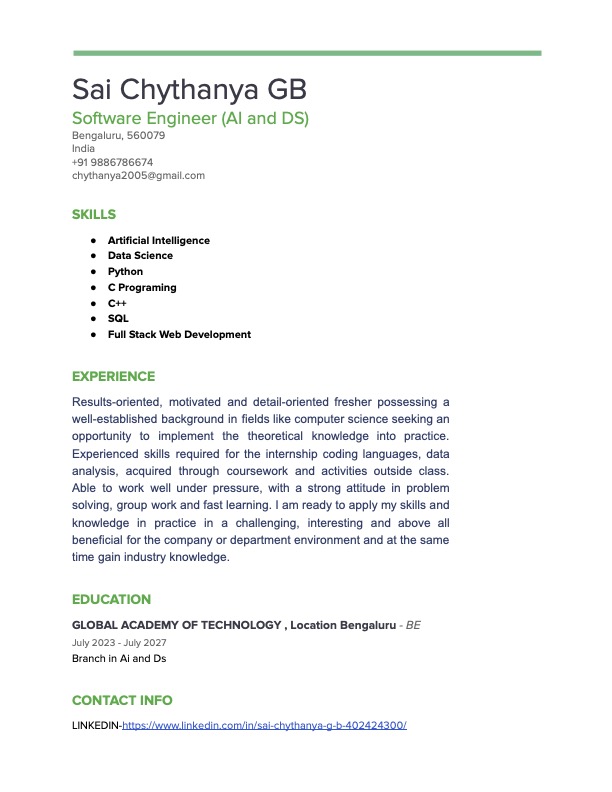 Sai Chythanya GB
Software Engineer (AI and DS)
Bengaluru, 560079
India
+91 9886786674
chythanya2005@gmail.com
SKILLS
● Artificial Intelligence
● Data Science
● Python
● C Programing
● C++
● SQL
● Full Stack Web Development
EXPERIENCE
Results-oriented, motivated and detail-oriented fresher possessing a
well-established background in fields like computer science seeking an
opportunity to implement the theoretical knowledge into practice.
Experienced skills required for the internship coding languages, data
analysis, acquired through coursework and activities outside class.
Able to work well under pressure, with a strong attitude in problem
solving, group work and fast learning. I am ready to apply my skills and
knowledge in practice in a challenging, interesting and above all
beneficial for the company or department environment and at the same
time gain industry knowledge.
EDUCATION
GLOBAL ACADEMY OF TECHNOLOGY , Location Bengaluru - BE
July 2023 - July 2027
Branch in Ai and Ds
CONTACT INFO
LINKEDIN-https://www.linkedin.com/in/sai-chythanya-g-b-402424300/